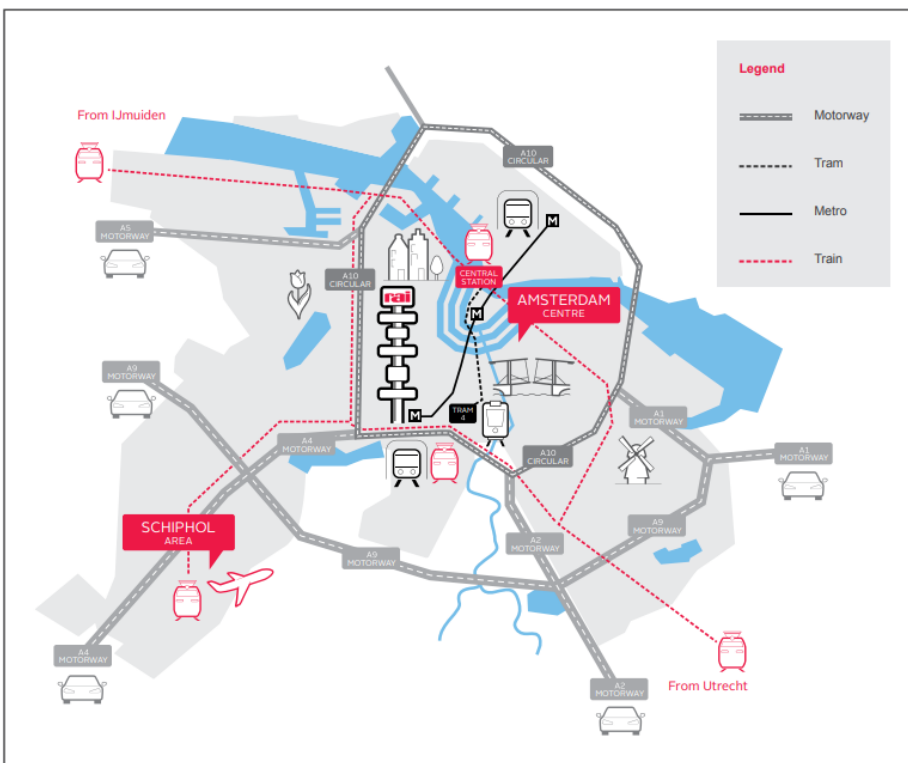 Legend
Motorway
Tram
Metro
Train
From IJmuiden
A10
CIRCULAR
M
A5
MOTORWAY
A10
CIRCULAR
CENTRAL
STATION
rai
AMSTERDAM
CENTRE
M
A9
MOTORWAY
M
TRAM
4
A1
MOTORWAY
A4
MOTORWAY
A10
CIRCULAR
A1
MOTORWAY
SCHIPHOL
AREA
A9
MOTORWAY
A2
MOTORWAY
A9
MOTORWAY
A4
MOTORWAY
From Utrecht
A2
MOTORWAY